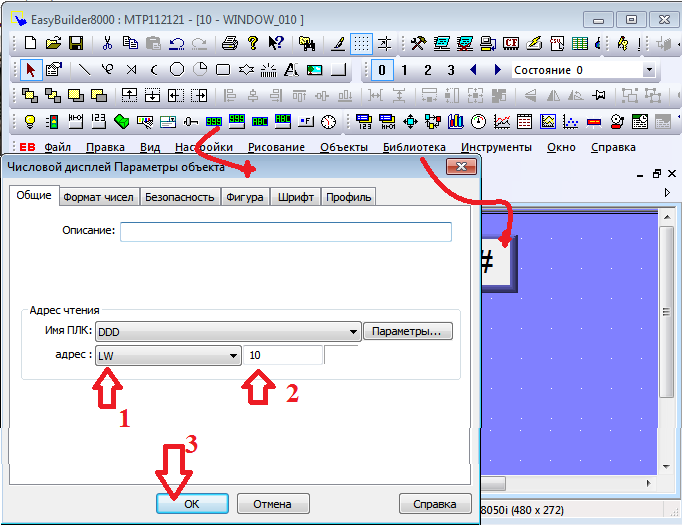 EasyBuilder8000 : MTP112121 - [10 - WINDOW_010 ]
0 1 2 3 Состояние 0
EB Файл Правка Вид Настройки Рисование Объекты Библиотека Инструменты Окно Справка
Числовой дисплей Параметры объекта
Общие Формат чисел Безопасность Фигура Шрифт Профиль
Описание:
#
Адрес чтения
Имя ПЛК: DDD Параметры...
адрес : LW 10
1 2
3
OK Отмена Справка
8050i (480 x 272)